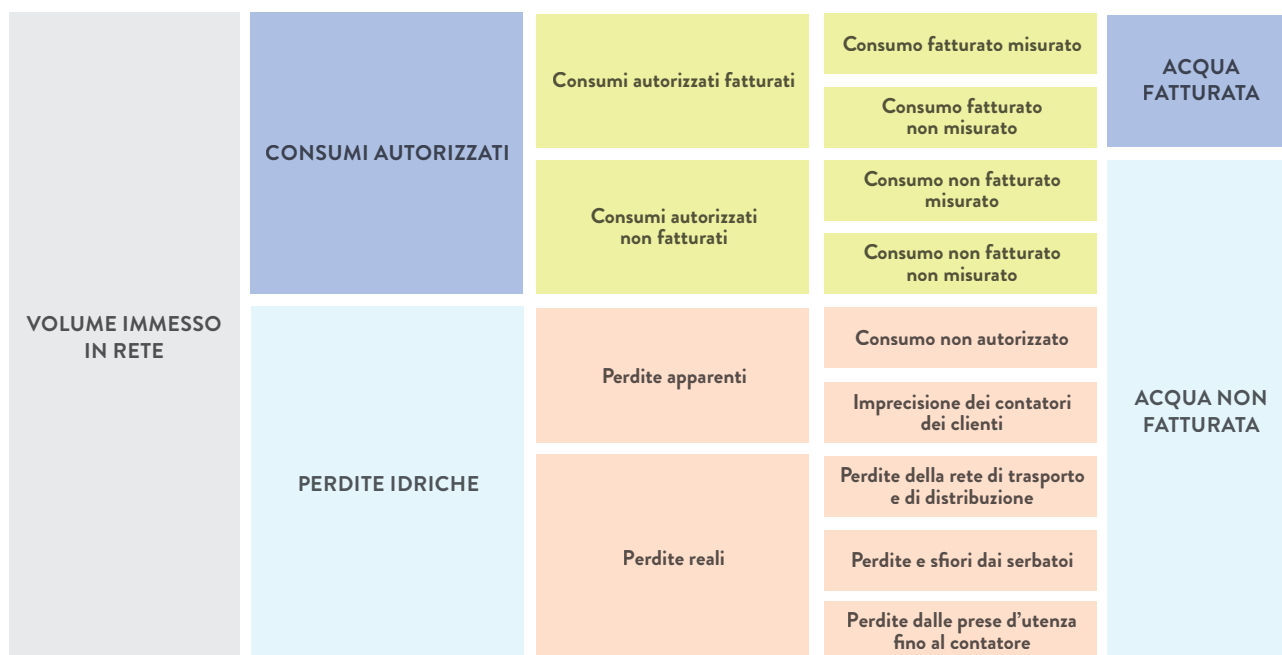 VOLUME IMMESSO
IN RETE
CONSUMI AUTORIZZATI
PERDITE IDRICHE
Consumi autorizzati fatturati
Consumi autorizzati
non fatturati
Perdite apparenti
Perdite reali
Consumo fatturato misurato
Consumo fatturato
non misurato
Consumo non fatturato
misurato
Consumo non fatturato
non misurato
Consumo non autorizzato
Imprecisione dei contatori
dei clienti
Perdite della rete di trasporto
e di distribuzione
Perdite e sfiori dai serbatoi
Perdite dalle prese d’utenza
fino al contatore
ACQUA
FATTURATA
ACQUA NON
FATTURATA